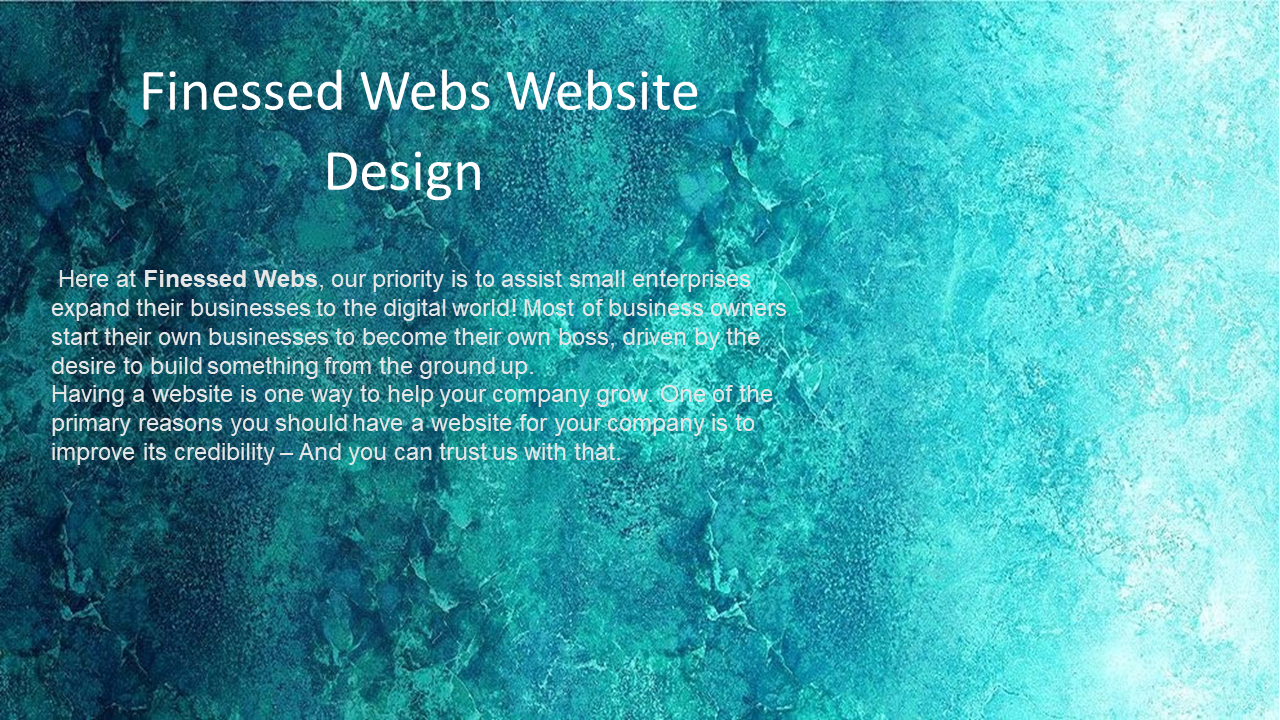 Finessed Webs Website
Design
Here at Finessed Webs, our priority is to assist small enterprises
expand their businesses to the digital world! Most of business owners
start their own businesses to become their own boss, driven by the
desire to build something from the ground up.
Having a website is one way to help your company grow. One of the
primary reasons you should have a website for your company is to
improve its credibility – And you can trust us with that.